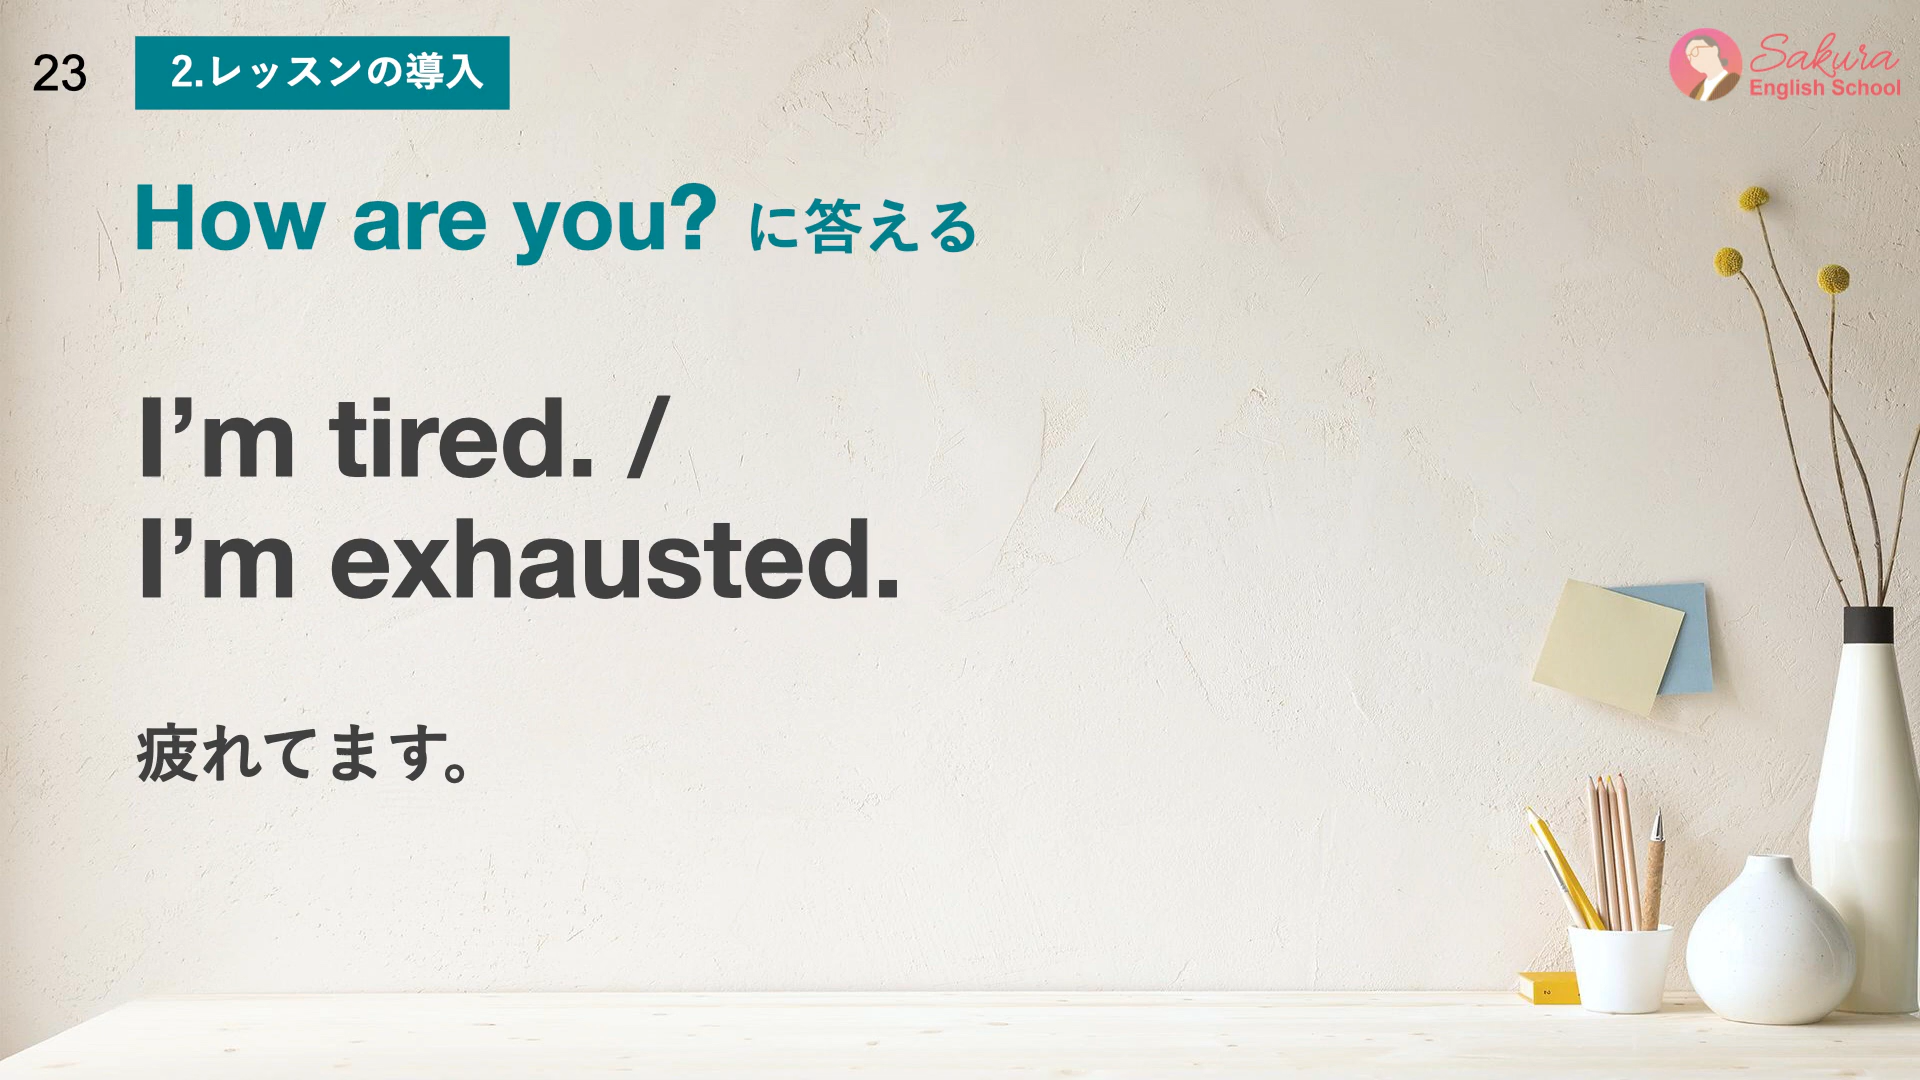 23
2.レッスンの導入
Sakura
English School
How are you? に答える
I’m tired. /
I’m exhausted.
疲れてます。